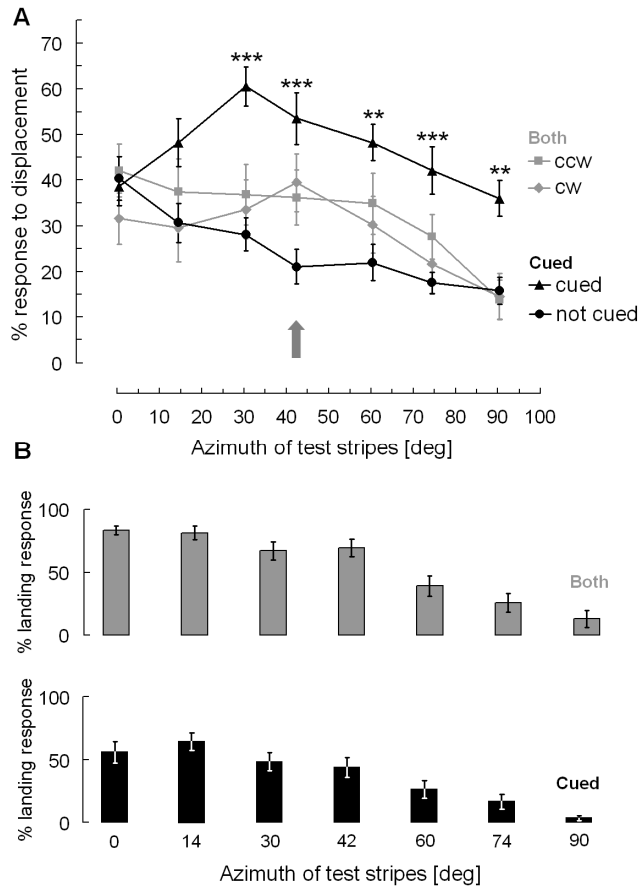 A
% response to displacement
70
60
50
40
30
20
10
0
*** *** ** *** **
Both
ccw
cw
Cued
cued
not cued
0 10 20 30 40 50 60 70 80 90 100
Azimuth of test stripes [deg]
B
% landing response
100
50
0
Both
% landing response
100
50
0
Cued
0 14 30 42 60 74 90
Azimuth of test stripes [deg]